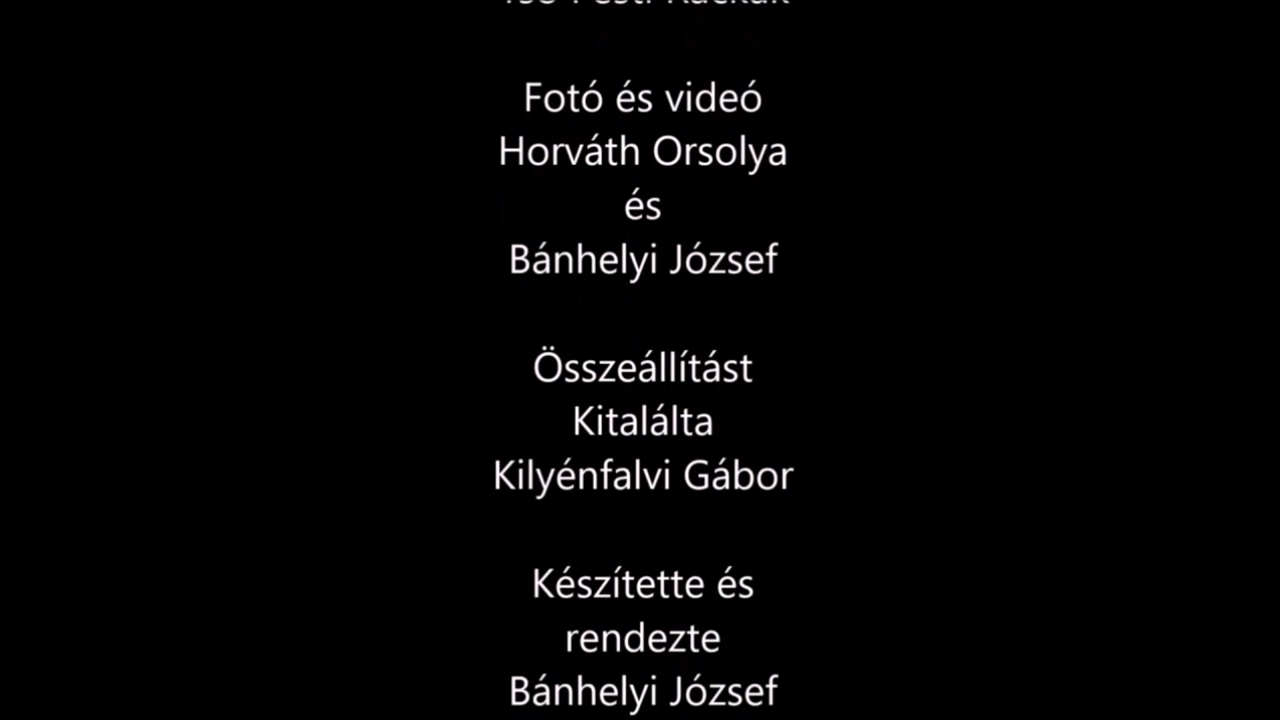 Fotó és videó
Horváth Orsolya
és
Bánhelyi József
Összeállítást
Kitalálta
Kilyénfalvi Gábor
Készítette és
rendezte
Bánhelyi József